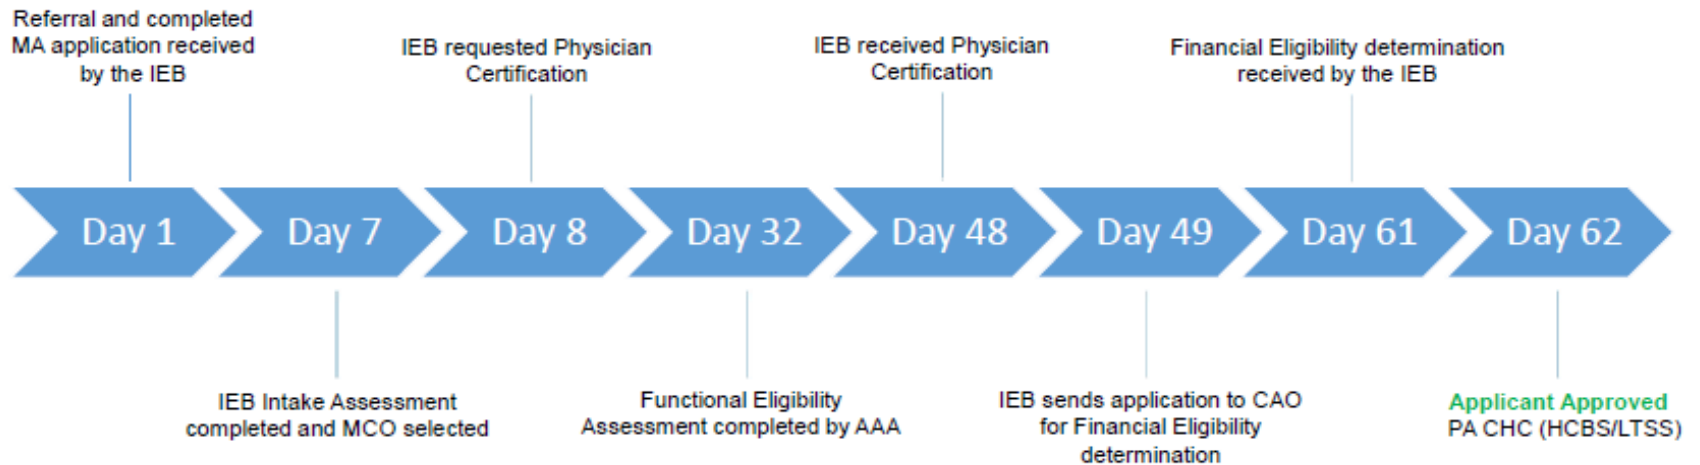 Referral and completed
MA application received
by the IEB
IEB requested Physician
Certification
IEB received Physician
Certification
Financial Eligibility determination
received by the IEB
Day 1
Day 7
Day 8
Day 32
Day 48
Day 49
Day 61
Day 62
IEB Intake Assessment
completed and MCO selected
Functional Eligibility
Assessment completed by AAA
IEB sends application to CAO
for Financial Eligibility
determination
Applicant Approved
PA CHC (HCBS/LTSS)